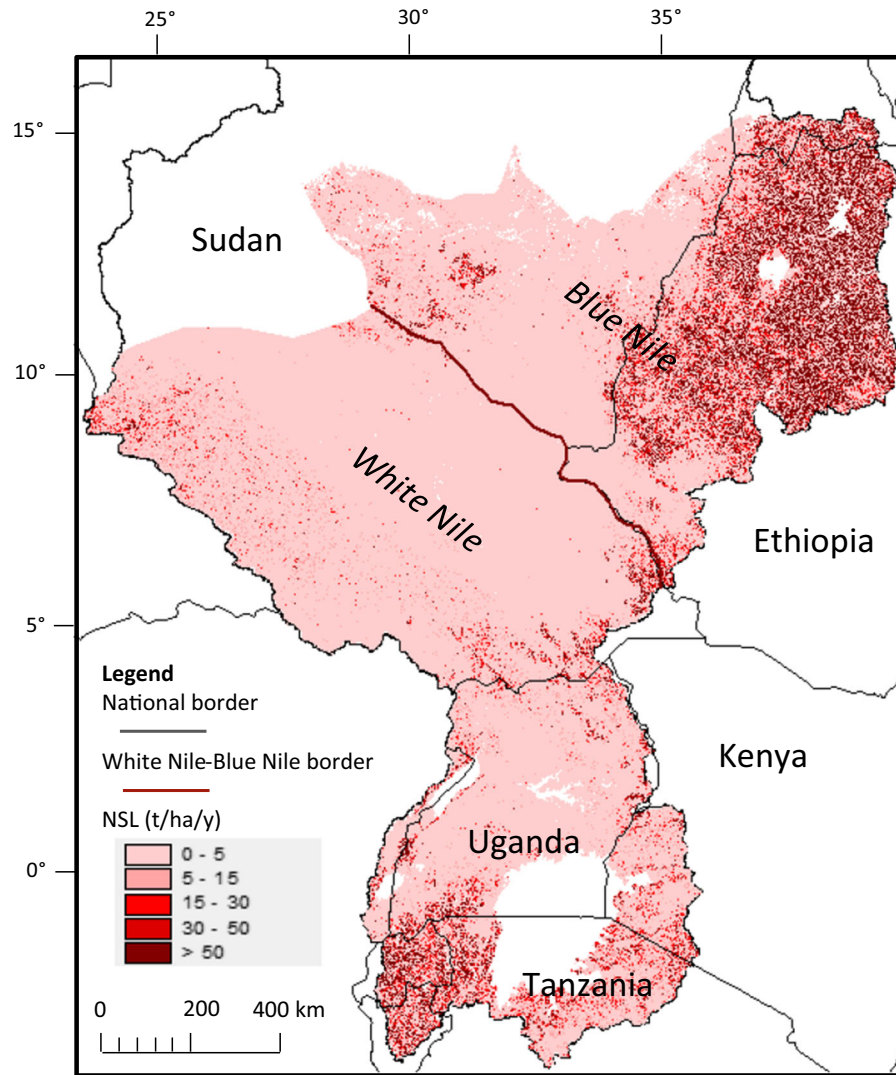 25°
30°
35°
15°
Sudan
Blue Nile
10°
White Nile
Ethiopia
5°
Legend
National border
White Nile-Blue Nile border
Kenya
NSL (t/ha/y)
0 - 5
5 - 15
15 - 30
30 - 50
> 50
Uganda
0°
Tanzania
0
200
400 km